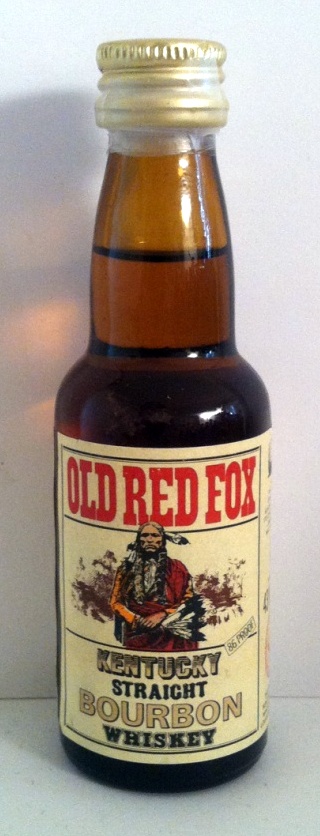 OLD RED FOX
86 PROOF
KENTUCKY
STRAIGHT
BOURBON
WHISKEY